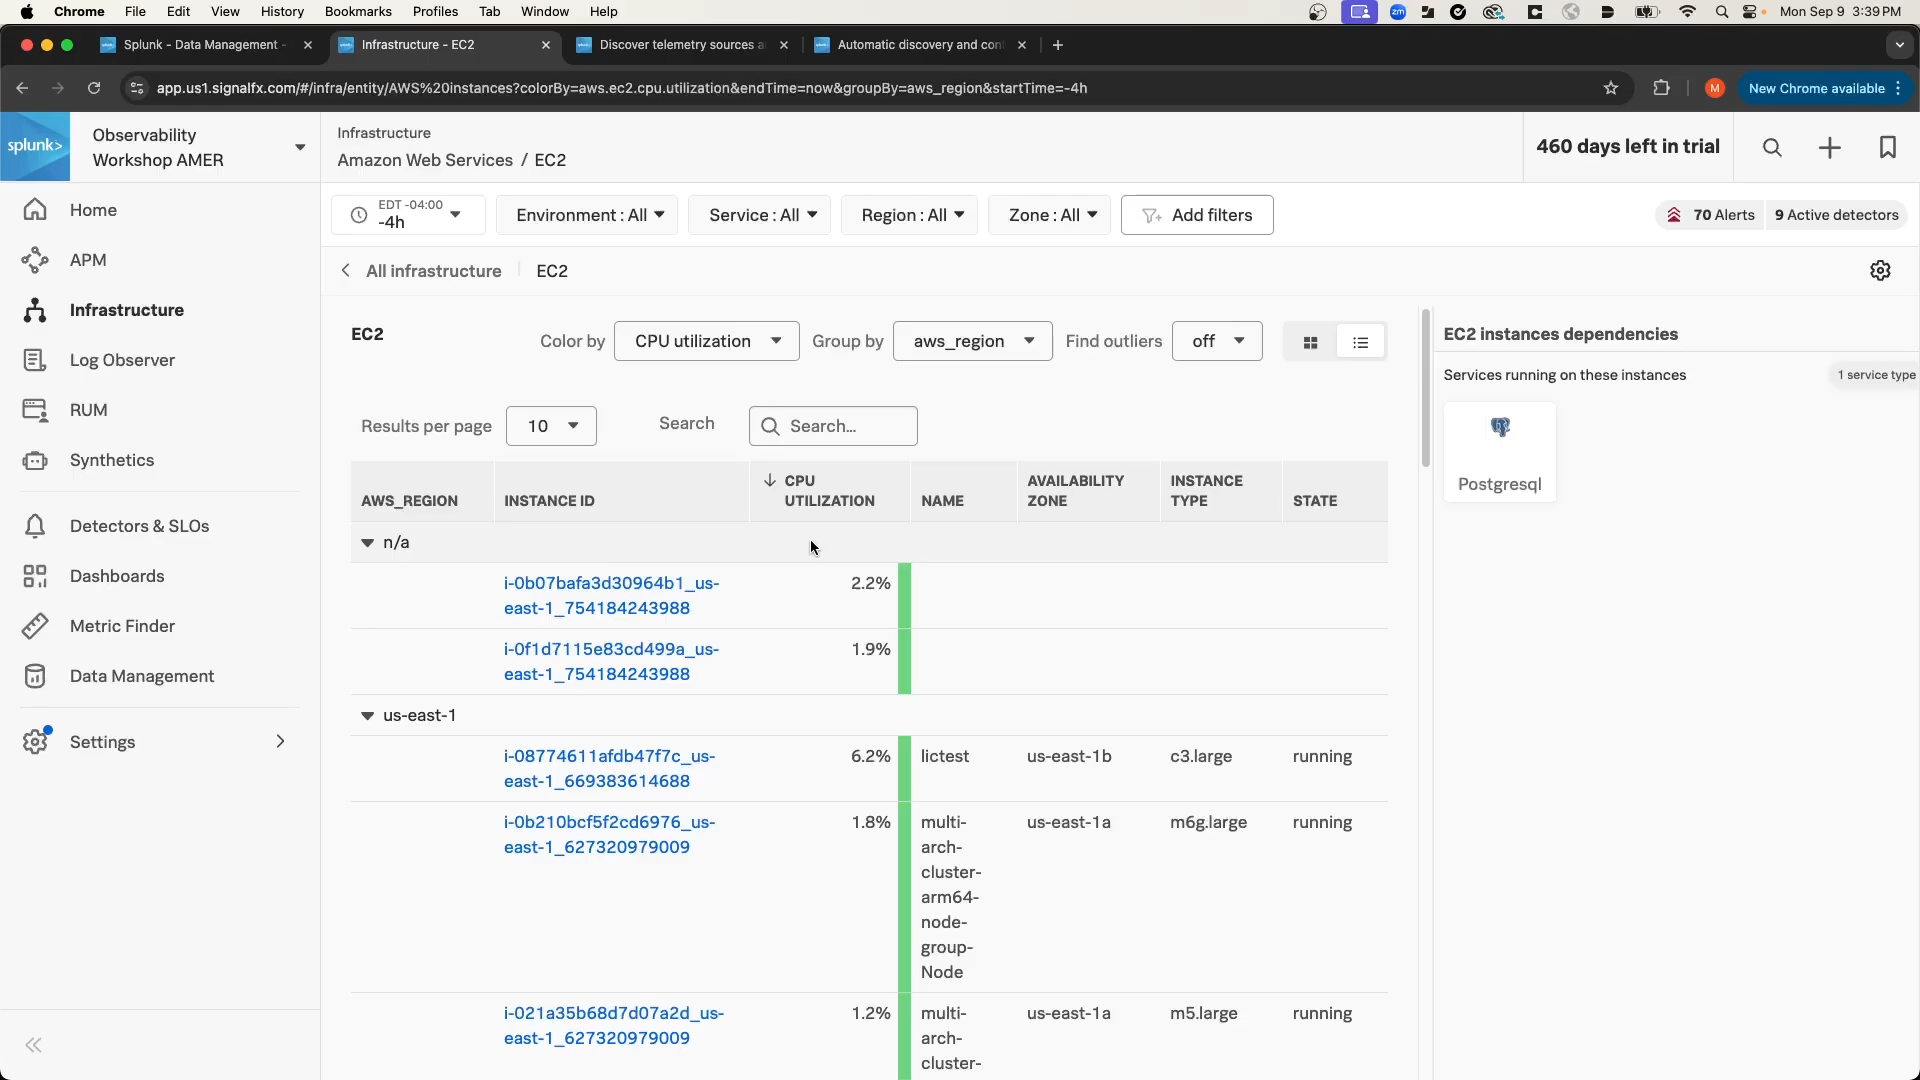 Chrome File Edit View History Bookmarks Profiles Tab Window Help
zm
Mon Sep 9 3:39 PM
Splunk - Data Management -
Infrastructure - EC2
Discover telemetry sources a
Automatic discovery and con
app.us1.signalfx.com/#/infra/entity/AWS%20instances?colorBy=aws.ec2.cpu.utilization&endTime=now&groupBy=aws_region&startTime=-4h
M
New Chrome available
splunk>
Observability
Workshop AMER
Infrastructure
Amazon Web Services / EC2
460 days left in trial
Home
APM
Infrastructure
Log Observer
RUM
Synthetics
Detectors & SLOs
Dashboards
Metric Finder
Data Management
Settings
EDT -04:00
-4h
Environment : All
Service : All
Region : All
Zone : All
Add filters
70 Alerts
9 Active detectors
All infrastructure
EC2
EC2
Color by
CPU utilization
Group by
aws_region
Find outliers
off
Results per page
10
Search
Search...
AWS_REGION
INSTANCE ID
CPU
UTILIZATION
NAME
AVAILABILITY
ZONE
INSTANCE
TYPE
STATE
n/a
i-0b07bafa3d30964b1_us-
east-1_754184243988
2.2%
i-0f1d7115e83cd499a_us-
east-1_754184243988
1.9%
us-east-1
i-08774611afdb47f7c_us-
east-1_669383614688
6.2%
lictest
us-east-1b
c3.large
running
i-0b210bcf5f2cd6976_us-
east-1_627320979009
1.8%
multi-
arch-
cluster-
arm64-
node-
group-
Node
us-east-1a
m6g.large
running
i-021a35b68d7d07a2d_us-
east-1_627320979009
1.2%
multi-
arch-
cluster-
us-east-1a
m5.large
running
EC2 instances dependencies
Services running on these instances
1 service type
Postgresql